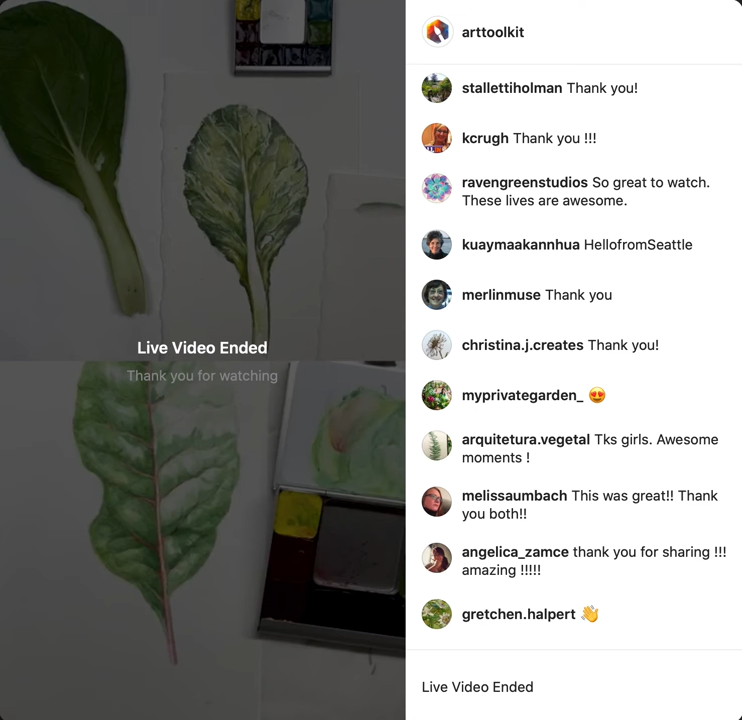 Live Video Ended
Thank you for watching
arttoolkit
stallettiholman Thank you!
kcrugh Thank you !!!
ravengreenstudios So great to watch.
These lives are awesome.
kuaymaakannhua HellofromSeattle
merlinmuse Thank you
christina.j.creates Thank you!
myprivategarden_ 😍
arquitetura.vegetal Tks girls. Awesome
moments !
melissaumbach This was great!! Thank
you both!!
angelica_zamce thank you for sharing !!!
amazing !!!!!
gretchen.halpert 👋
Live Video Ended